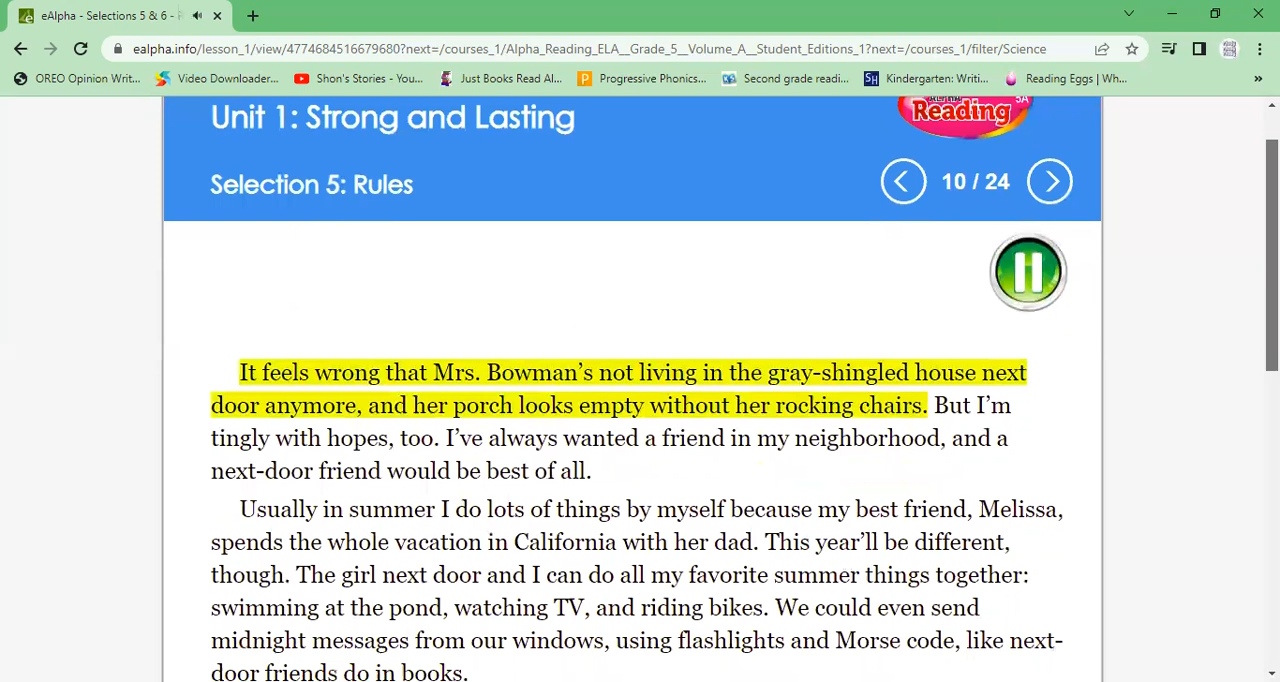 eAlpha - Selections 5 & 6 - R
ealpha.info/lesson_1/view/4774684516679680?next=/courses_1/Alpha_Reading_ELA__Grade_5__Volume_A__Student_Editions_1?next=/courses_1/filter/Science
OREO Opinion Writ... Video Downloader... Shon's Stories - You... Just Books Read Al... Progressive Phonics... Second grade readi... SH Kindergarten: Writi... Reading Eggs | Wh... »
Unit 1: Strong and Lasting
Reading 5A
Selection 5: Rules
10 / 24
It feels wrong that Mrs. Bowman’s not living in the gray-shingled house next
door anymore, and her porch looks empty without her rocking chairs. But I’m
tingly with hopes, too. I’ve always wanted a friend in my neighborhood, and a
next-door friend would be best of all.
Usually in summer I do lots of things by myself because my best friend, Melissa,
spends the whole vacation in California with her dad. This year’ll be different,
though. The girl next door and I can do all my favorite summer things together:
swimming at the pond, watching TV, and riding bikes. We could even send
midnight messages from our windows, using flashlights and Morse code, like next-
door friends do in books.